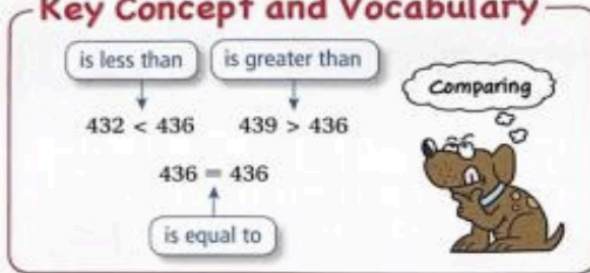 Key Concept and Vocabulary
is less than
is greater than
Comparing
432 < 436
439 > 436
436 = 436
is equal to